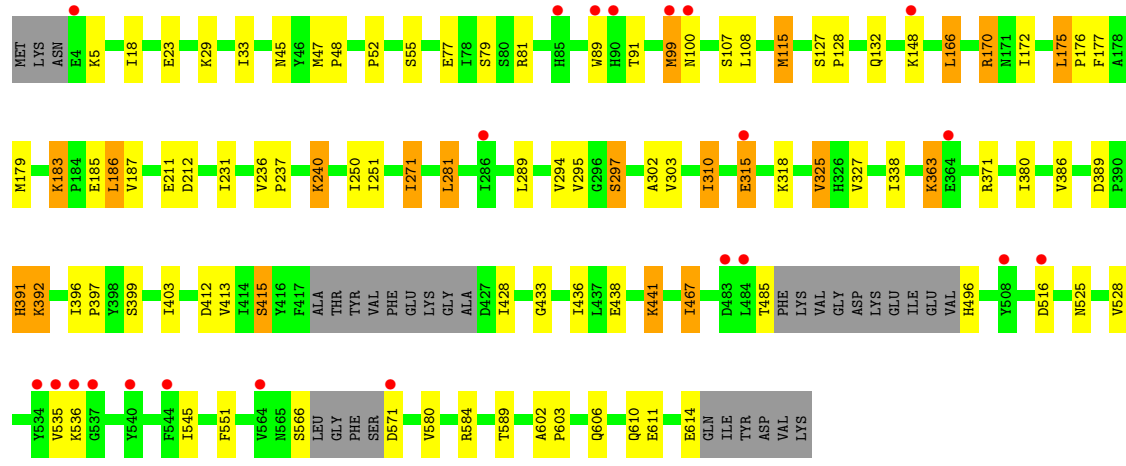 MET LYS ASN E4 K5 I18 E23 K29 I33 N45 Y46 M47 P48 P52 S55 E77 I78 S79 S80 R81 H85 W89 H90 T91 M99 N100 S107 L108 M115 S127 P128 Q132 K148 L166 R170 N171 I172 L175 P176 F177 A178
M179 K183 P184 E185 L186 V187 E211 D212 I231 V236 P237 K240 I250 I251 I271 L281 I286 L289 V294 V295 G296 S297 A302 V303 I310 E315 K318 V325 H326 V327 I338 K363 E364 R371 I380 V386 D389 P390
H391 K392 I396 P397 Y398 S399 I403 D412 V413 I414 S415 Y416 F417 ALA THR TYR VAL PHE GLU LYS GLY ALA D427 I428 G433 I436 L437 E438 K441 I467 D483 L484 T485 PHE LYS VAL GLY ASP LYS GLU ILE GLU VAL H496 Y508 D516 N525 V528
Y534 V535 K536 G537 Y540 F544 I545 F551 V564 N565 S566 LEU GLY PHE SER D571 V580 R584 T589 A602 P603 Q606 Q610 E611 E614 GLN ILE TYR ASP VAL LYS